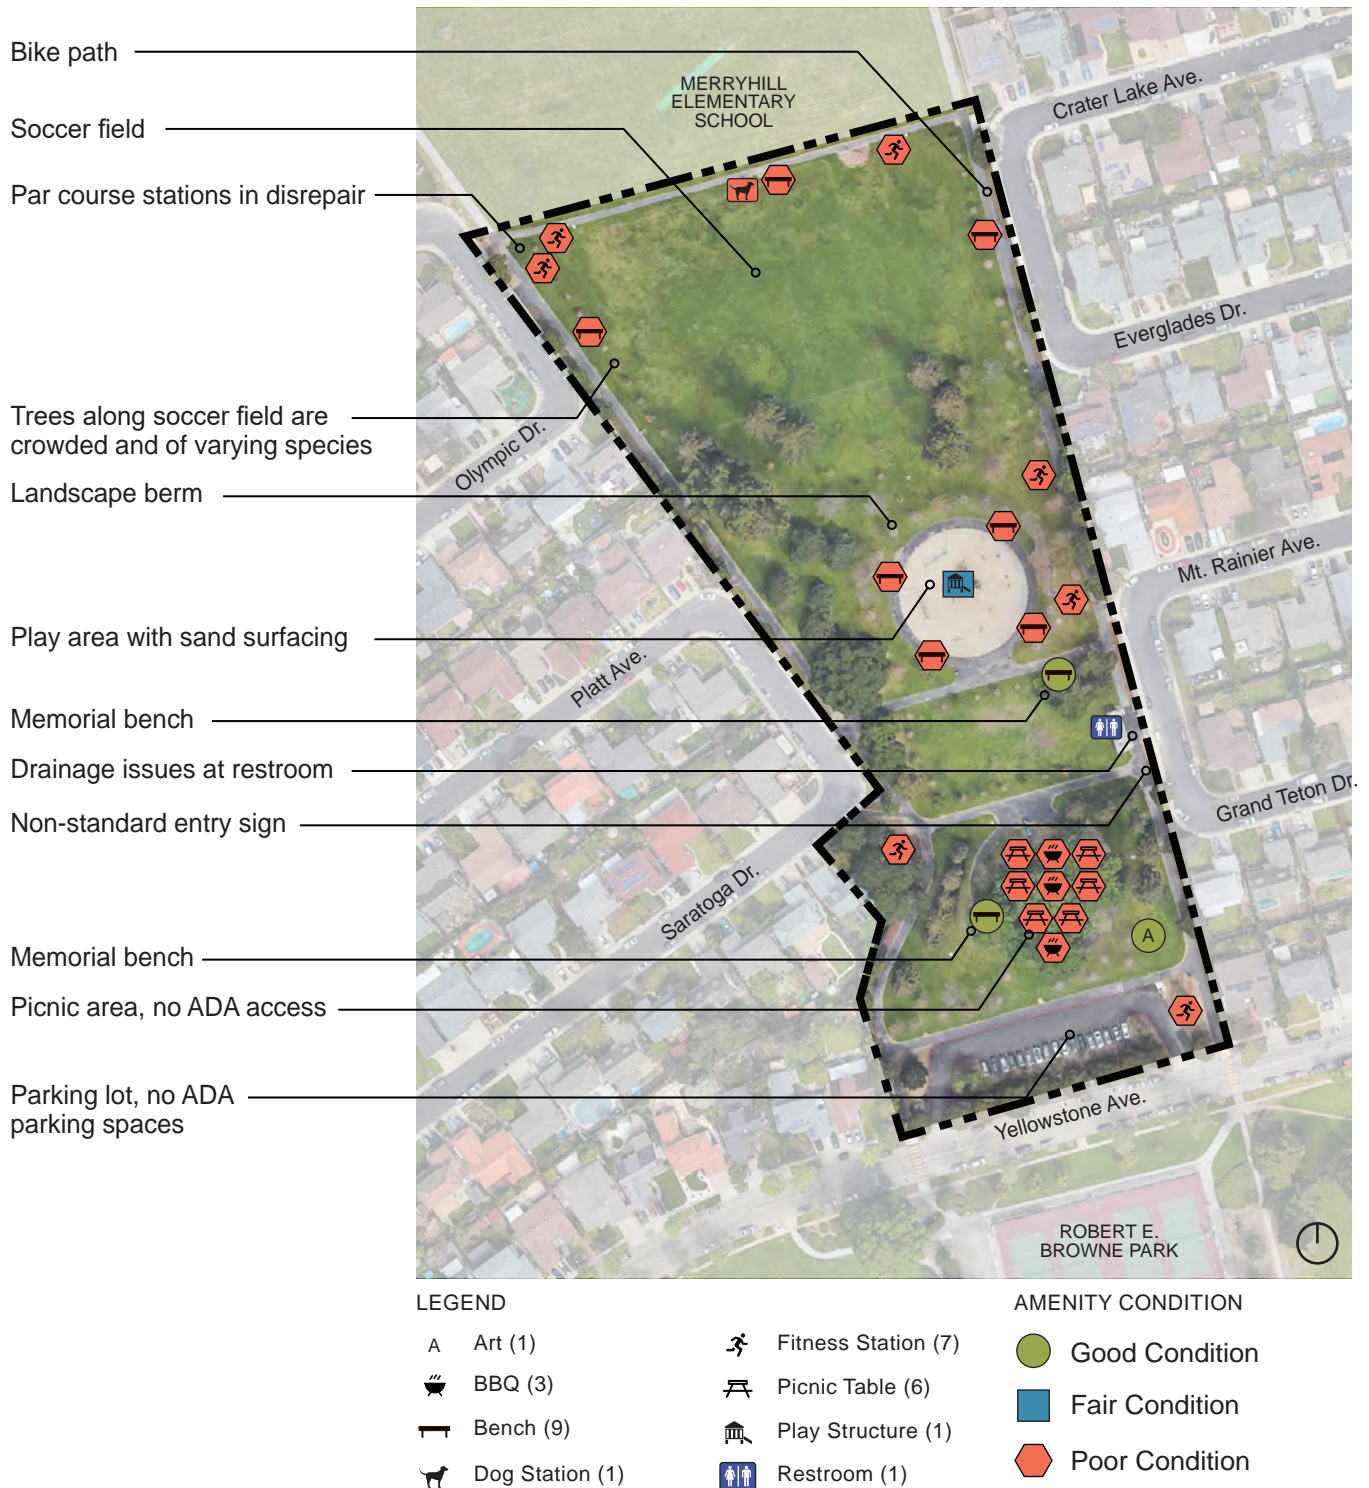 Bike path
Soccer field
Par course stations in disrepair
Trees along soccer field are
crowded and of varying species
Landscape berm
Play area with sand surfacing
Memorial bench
Drainage issues at restroom
Non-standard entry sign
Memorial bench
Picnic area, no ADA access
Parking lot, no ADA
parking spaces
MERRYHILL
ELEMENTARY
SCHOOL
Crater Lake Ave.
Everglades Dr.
Olympic Dr.
Mt. Rainier Ave.
Platt Ave.
Grand Teton Dr.
Saratoga Dr.
A
Yellowstone Ave.
ROBERT E.
BROWNE PARK
LEGEND
A Art (1)
BBQ (3)
Bench (9)
Dog Station (1)
Fitness Station (7)
Picnic Table (6)
Play Structure (1)
Restroom (1)
AMENITY CONDITION
Good Condition
Fair Condition
Poor Condition